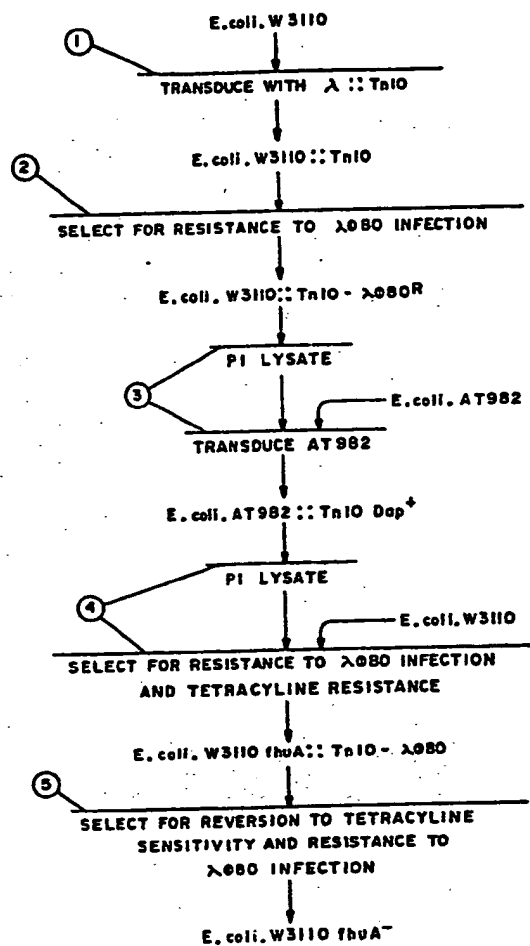 E.coli. W3110
①
TRANSDUCE WITH λ :: Tn10
E.coli. W3110 :: Tn10
②
SELECT FOR RESISTANCE TO λΦ80 INFECTION
E.coli. W3110 :: Tn10 - λΦ80R
P1 LYSATE
③
E.coli. AT982
TRANSDUCE AT982
E.coli. AT982 :: Tn10 Dap+
P1 LYSATE
④
E.coli. W3110
SELECT FOR RESISTANCE TO λΦ80 INFECTION
AND TETRACYLINE RESISTANCE
E.coli. W3110 fhuA :: Tn10 - λΦ80
⑤
SELECT FOR REVERSION TO TETRACYLINE
SENSITIVITY AND RESISTANCE TO
λΦ80 INFECTION
E.coli. W3110 fhuA-